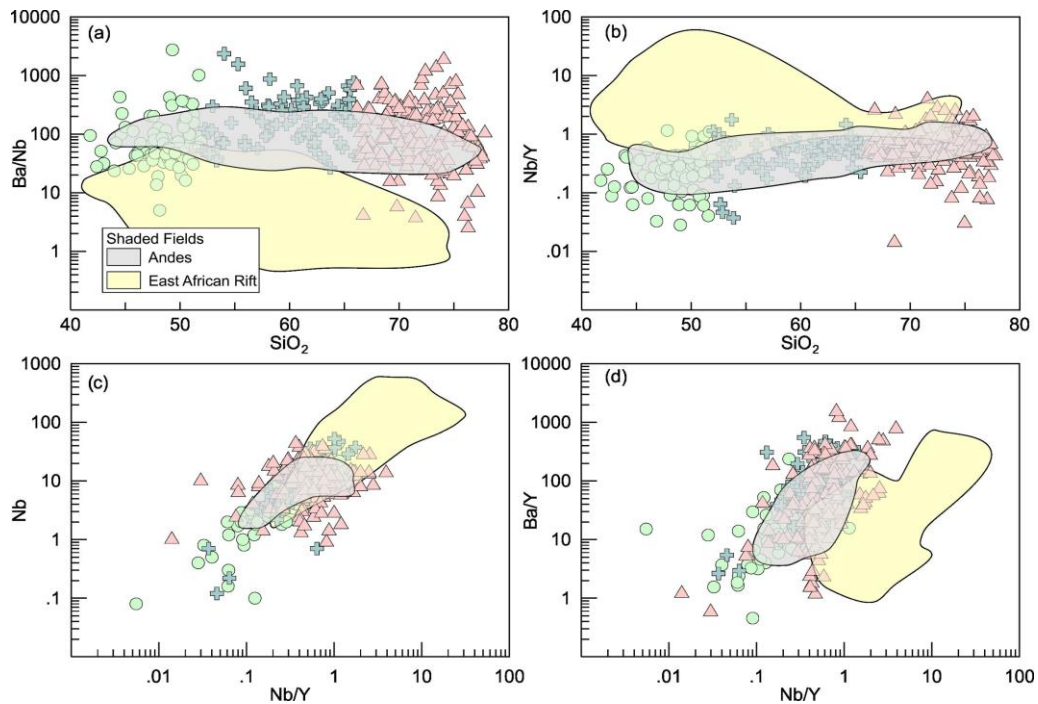 (a)
10000
1000
100
10
1
Ba/Nb
Shaded Fields
Andes
East African Rift
40 50 60 70 80
SiO₂
(b)
100
10
1
.1
.01
Nb/Y
40 50 60 70 80
SiO₂
(c)
1000
100
10
1
.1
Nb
.01 .1 1 10 100
Nb/Y
(d)
10000
1000
100
10
1
.1
Ba/Y
.01 .1 1 10 100
Nb/Y